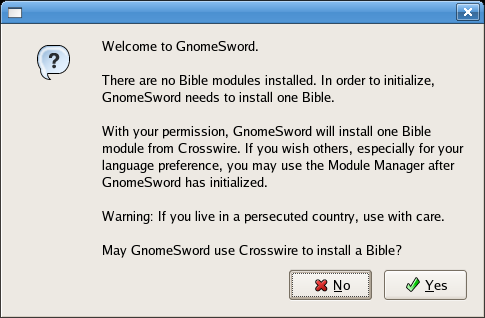 Welcome to GnomeSword.
There are no Bible modules installed. In order to initialize,
GnomeSword needs to install one Bible.
With your permission, GnomeSword will install one Bible
module from Crosswire. If you wish others, especially for your
language preference, you may use the Module Manager after
GnomeSword has initialized.
Warning: If you live in a persecuted country, use with care.
May GnomeSword use Crosswire to install a Bible?
No Yes